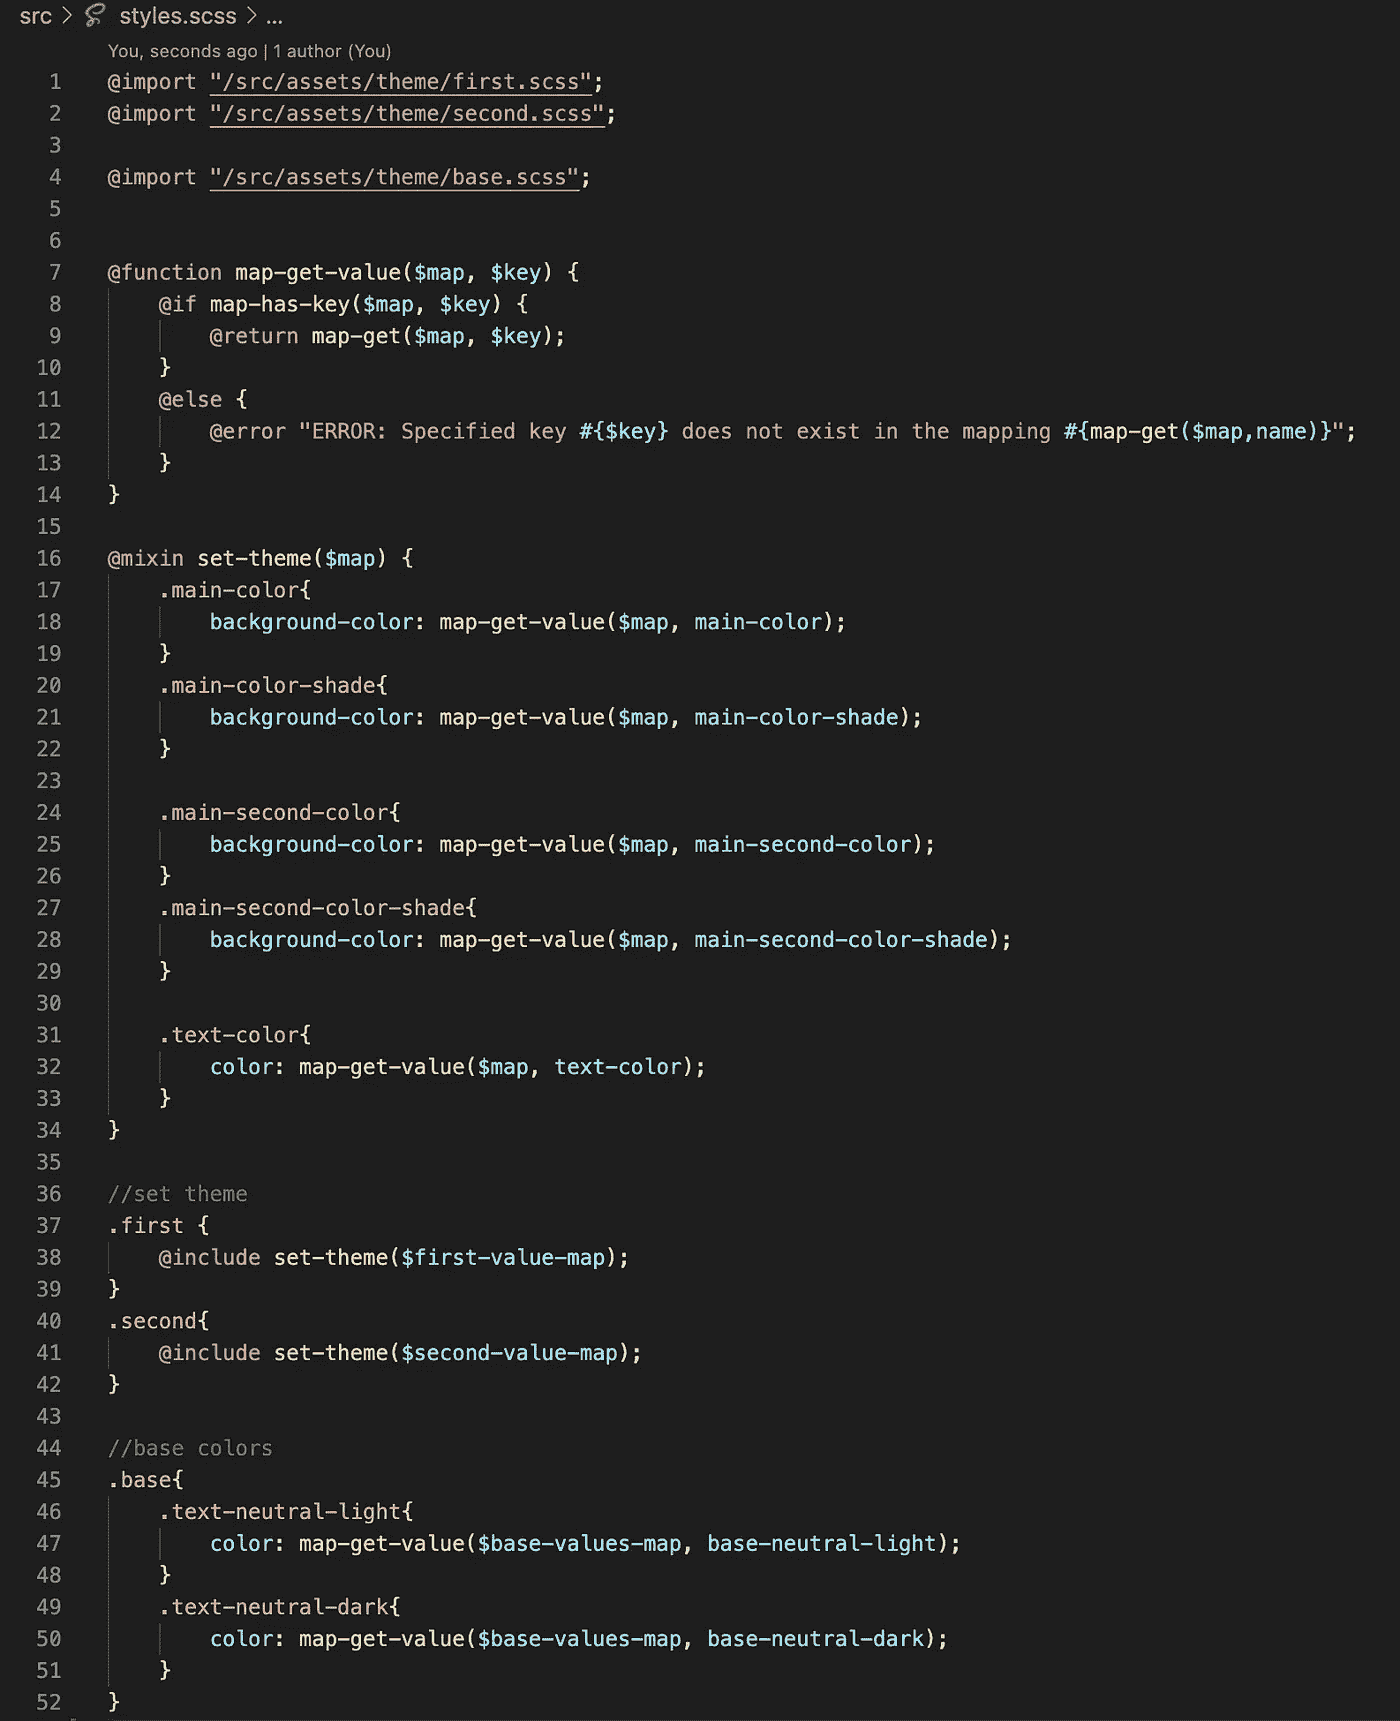 src > styles.scss > ...
You, seconds ago | 1 author (You)
1 @import "/src/assets/theme/first.scss";
2 @import "/src/assets/theme/second.scss";
3
4 @import "/src/assets/theme/base.scss";
5
6
7 @function map-get-value($map, $key) {
8     @if map-has-key($map, $key) {
9         @return map-get($map, $key);
10     }
11     @else {
12         @error "ERROR: Specified key #{$key} does not exist in the mapping #{map-get($map,name)}";
13     }
14 }
15
16 @mixin set-theme($map) {
17     .main-color{
18         background-color: map-get-value($map, main-color);
19     }
20     .main-color-shade{
21         background-color: map-get-value($map, main-color-shade);
22     }
23
24     .main-second-color{
25         background-color: map-get-value($map, main-second-color);
26     }
27     .main-second-color-shade{
28         background-color: map-get-value($map, main-second-color-shade);
29     }
30
31     .text-color{
32         color: map-get-value($map, text-color);
33     }
34 }
35
36 //set theme
37 .first {
38     @include set-theme($first-value-map);
39 }
40 .second{
41     @include set-theme($second-value-map);
42 }
43
44 //base colors
45 .base{
46     .text-neutral-light{
47         color: map-get-value($base-values-map, base-neutral-light);
48     }
49     .text-neutral-dark{
50         color: map-get-value($base-values-map, base-neutral-dark);
51     }
52 }